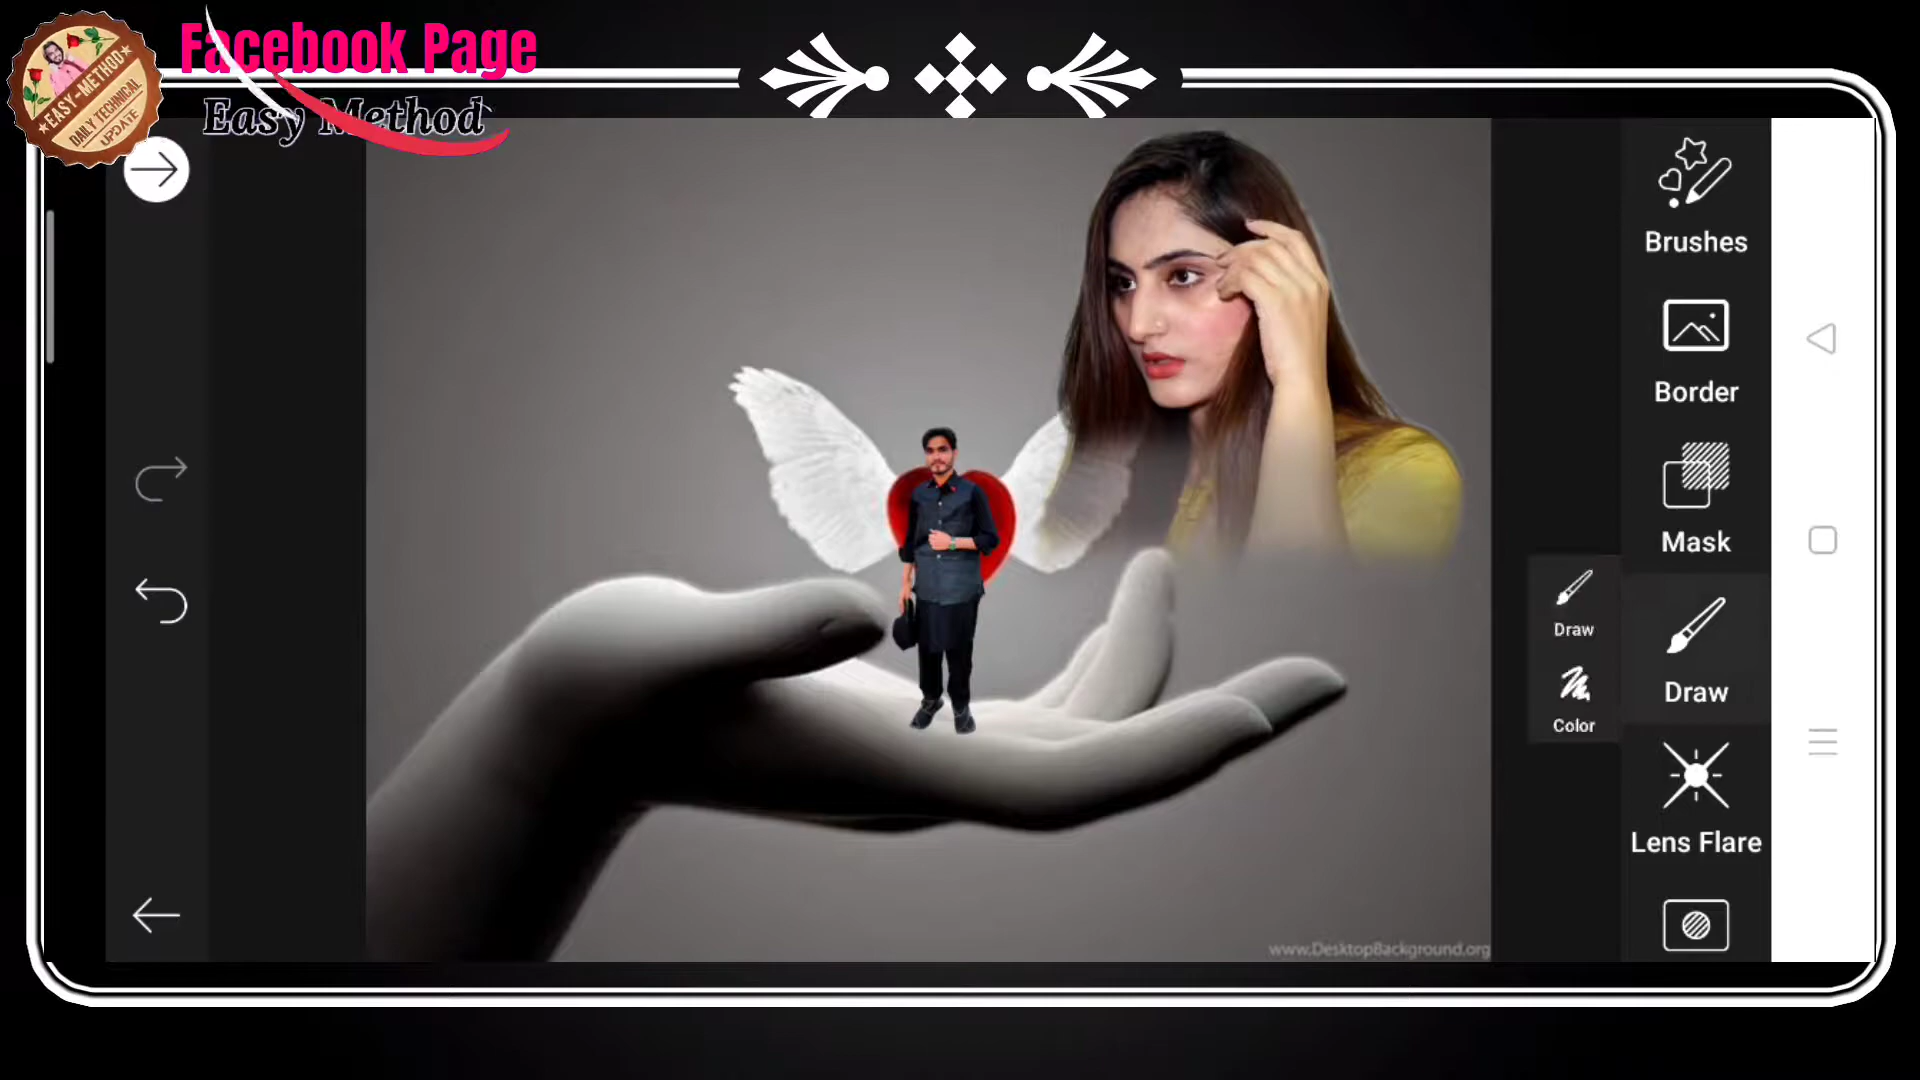 Facebook Page
Easy Method
★EASY-METHOD★
DAILY TECHNICAL
UPDATE
Brushes
Border
Mask
Draw
Draw
Color
Lens Flare
www.DesktopBackground.org